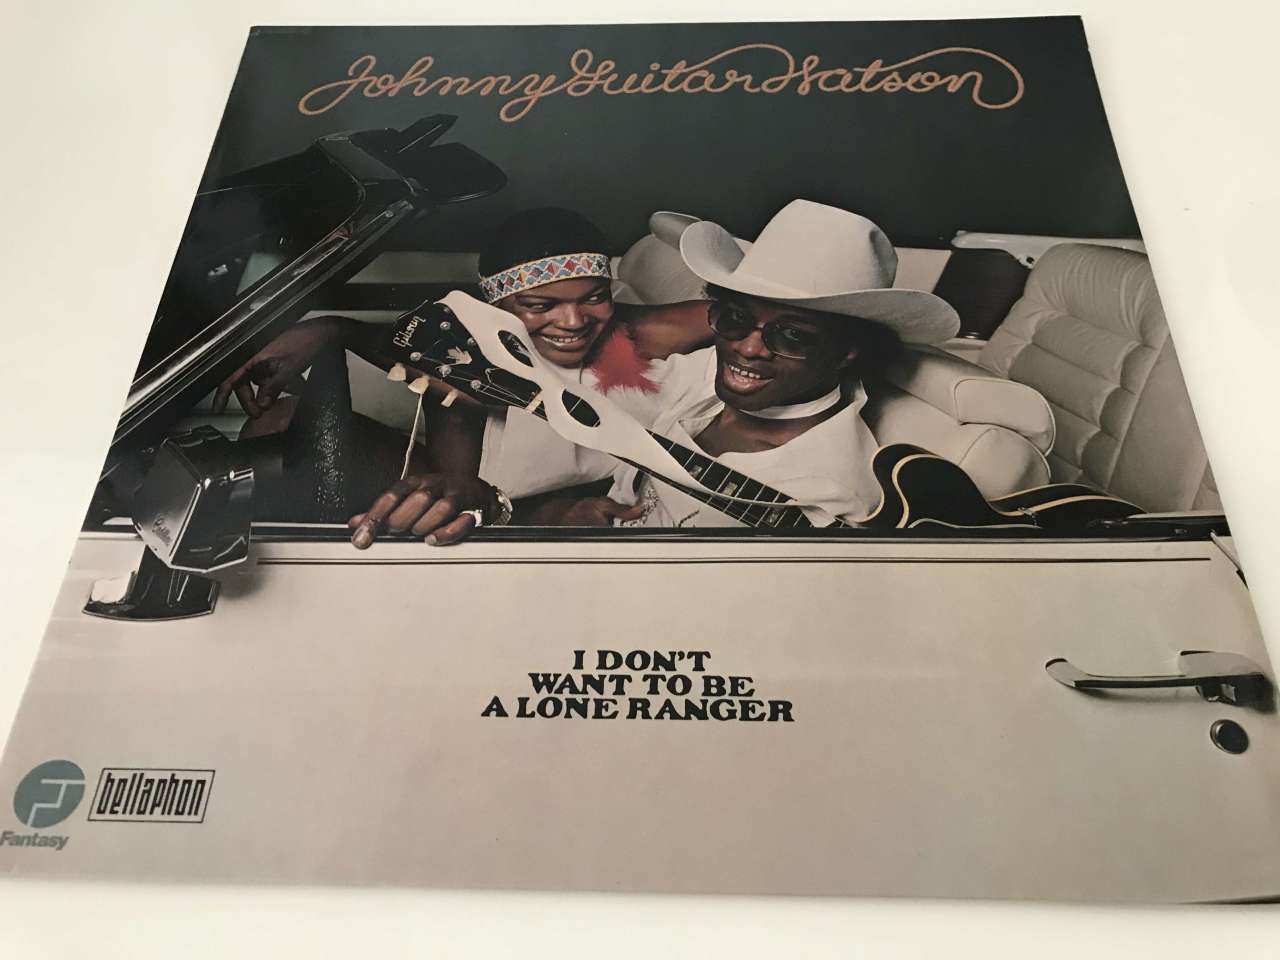 Johnny Guitar Watson
Gibson
I DON'T
WANT TO BE
A LONE RANGER
bellaphon
Fantasy